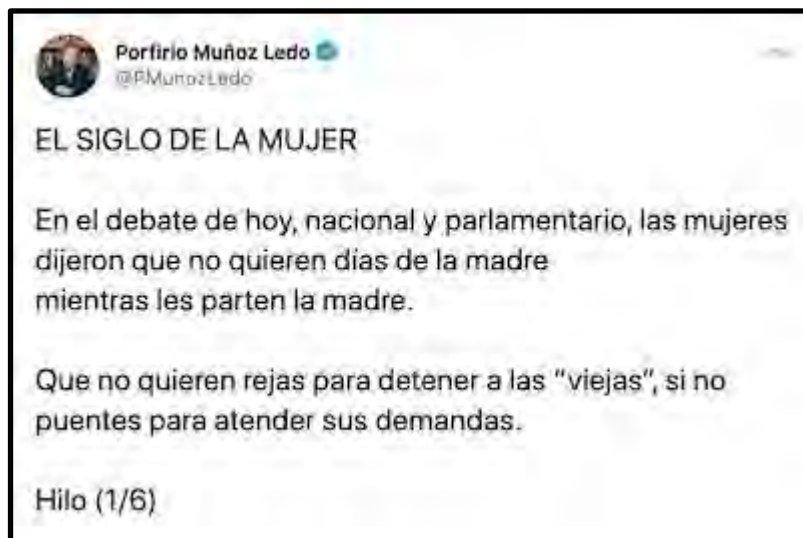 Porfirio Muñoz Ledo
@PMunozLedo
EL SIGLO DE LA MUJER
En el debate de hoy, nacional y parlamentario, las mujeres
dijeron que no quieren días de la madre
mientras les parten la madre.
Que no quieren rejas para detener a las "viejas", si no
puentes para atender sus demandas.
Hilo (1/6)